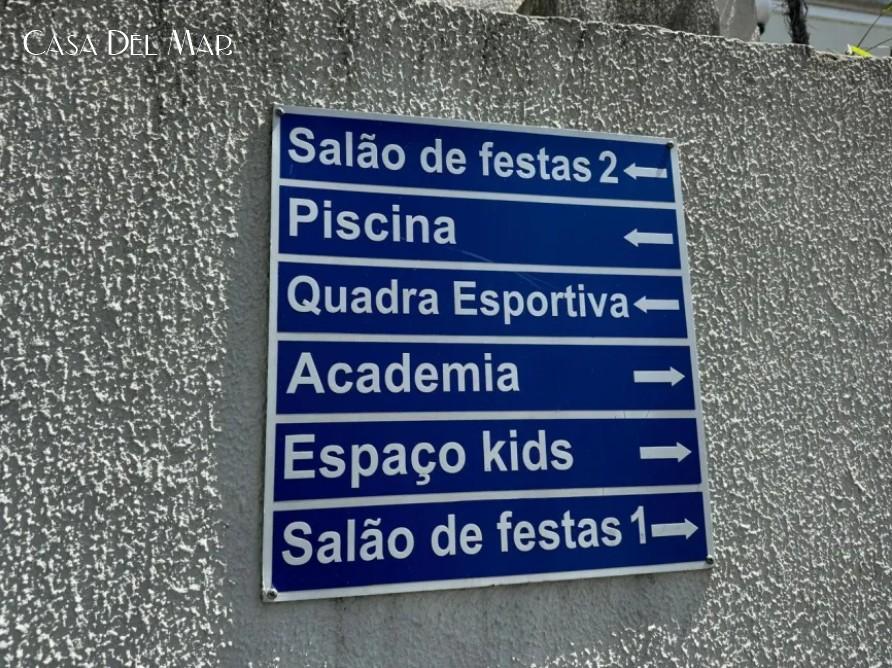 Casa Del Mar
Salão de festas 2 ←
Piscina ←
Quadra Esportiva ←
Academia →
Espaço kids →
Salão de festas 1 →